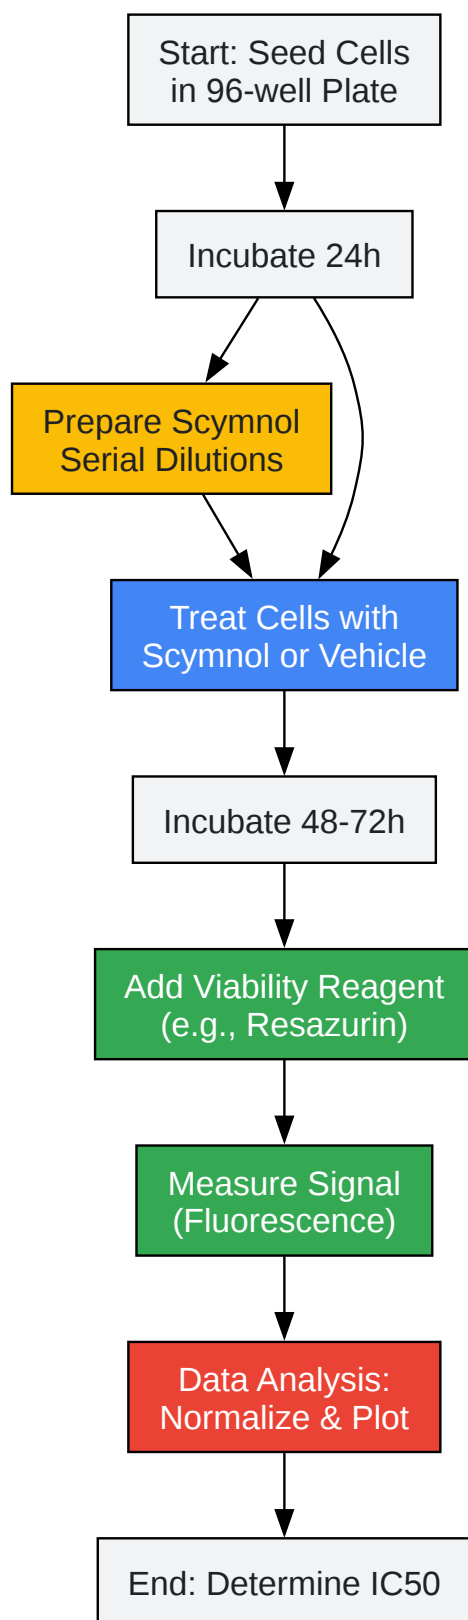 Start: Seed Cells
in 96-well Plate
Incubate 24h
Prepare Scymnol
Serial Dilutions
Treat Cells with
Scymnol or Vehicle
Incubate 48-72h
Add Viability Reagent
(e.g., Resazurin)
Measure Signal
(Fluorescence)
Data Analysis:
Normalize & Plot
End: Determine IC50